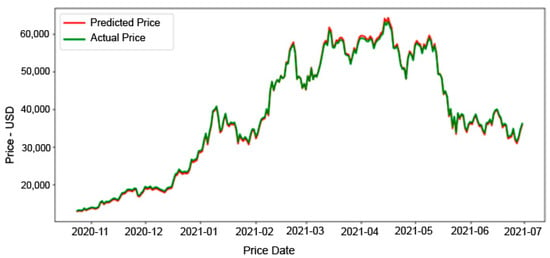 Predicted Price
Actual Price
60,000
50,000
40,000
30,000
20,000
Price - USD
2020-11 2020-12 2021-01 2021-02 2021-03 2021-04 2021-05 2021-06 2021-07
Price Date